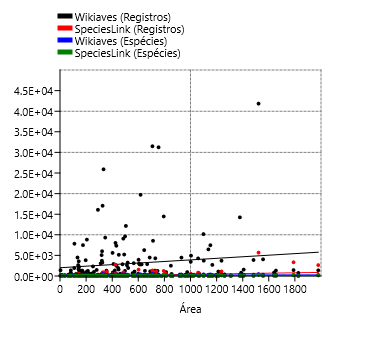 Wikiaves (Registros)
SpeciesLink (Registros)
Wikiaves (Espécies)
SpeciesLink (Espécies)
4.5E+04
4.0E+04
3.5E+04
3.0E+04
2.5E+04
2.0E+04
1.5E+04
1.0E+04
5.0E+03
0.0E+00
0 200 400 600 800 1000 1200 1400 1600 1800
Área